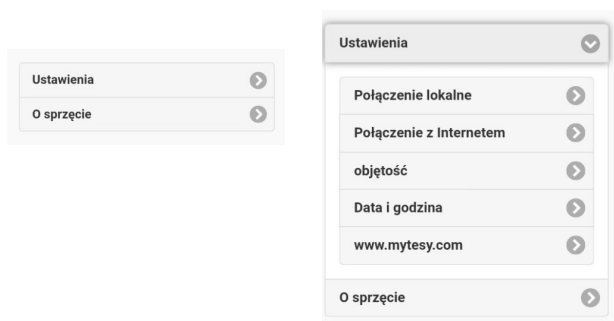 Ustawienia
O sprzęcie
Ustawienia
Połączenie lokalne
Połączenie z Internetem
objętość
Data i godzina
www.mytesy.com
O sprzęcie